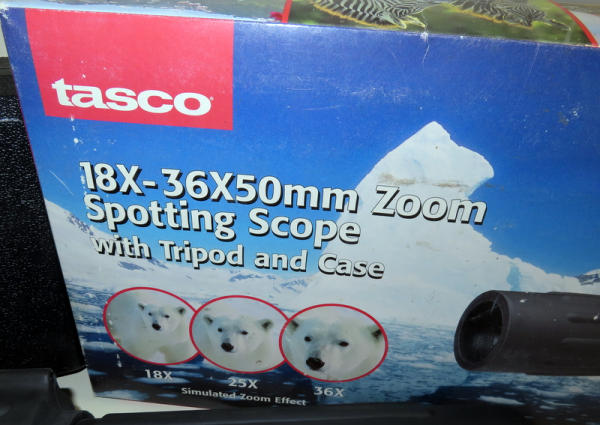 tasco
18X-36X50mm Zoom
Spotting Scope
with Tripod and Case
18X
25X
36X
Simulated Zoom Effect